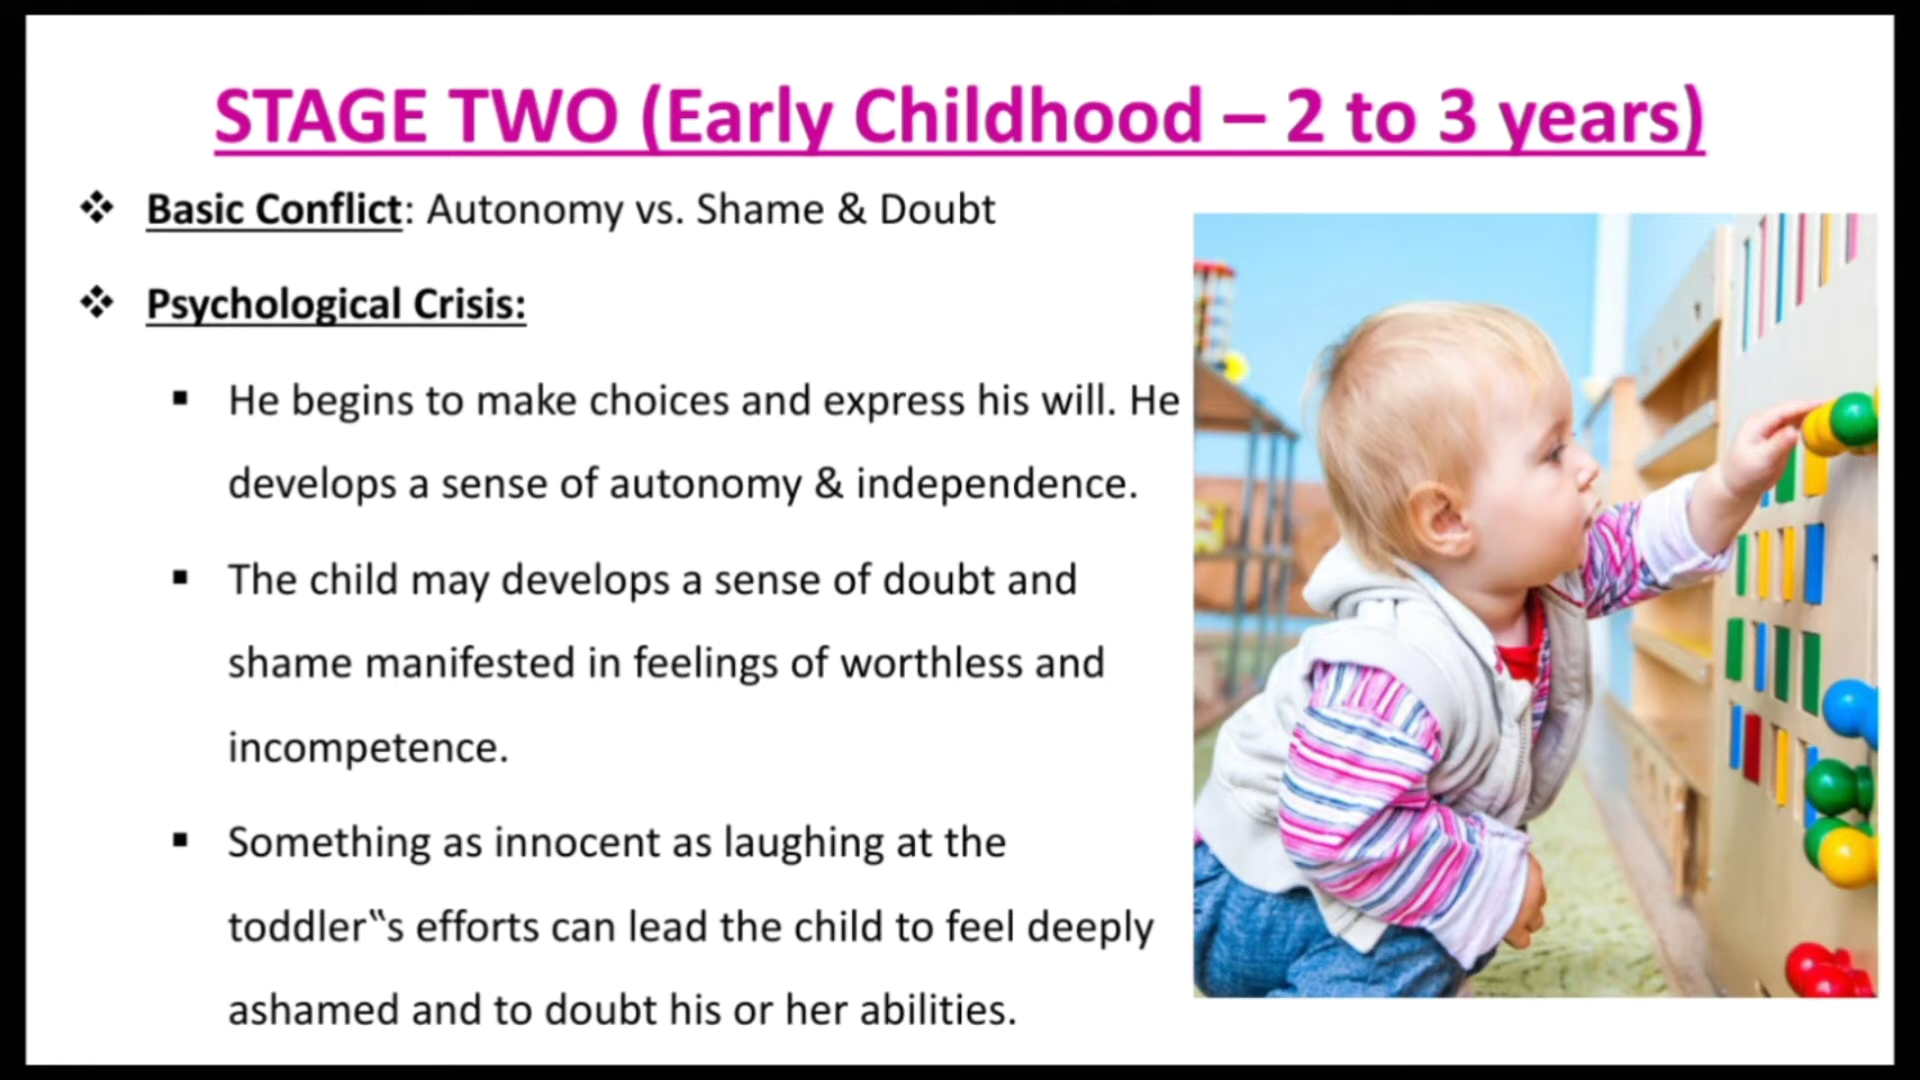 STAGE TWO (Early Childhood – 2 to 3 years)
❖ Basic Conflict: Autonomy vs. Shame & Doubt
❖ Psychological Crisis:
▪ He begins to make choices and express his will. He
develops a sense of autonomy & independence.
▪ The child may develops a sense of doubt and
shame manifested in feelings of worthless and
incompetence.
▪ Something as innocent as laughing at the
toddler‟s efforts can lead the child to feel deeply
ashamed and to doubt his or her abilities.